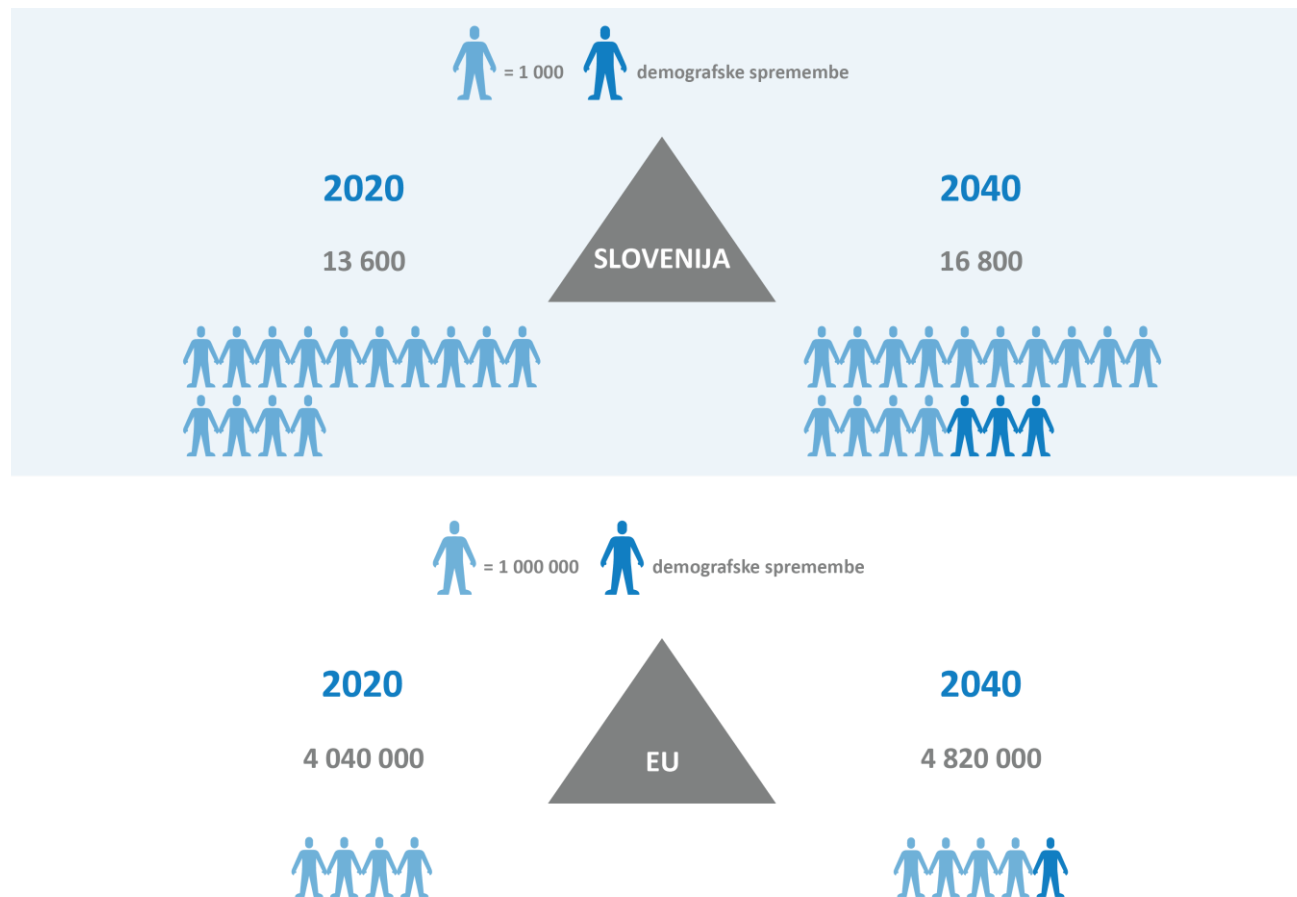 = 1 000 demografske spremembe
2020
SLOVENIJA
2040
13 600
16 800
= 1 000 000 demografske spremembe
2020
EU
2040
4 040 000
4 820 000